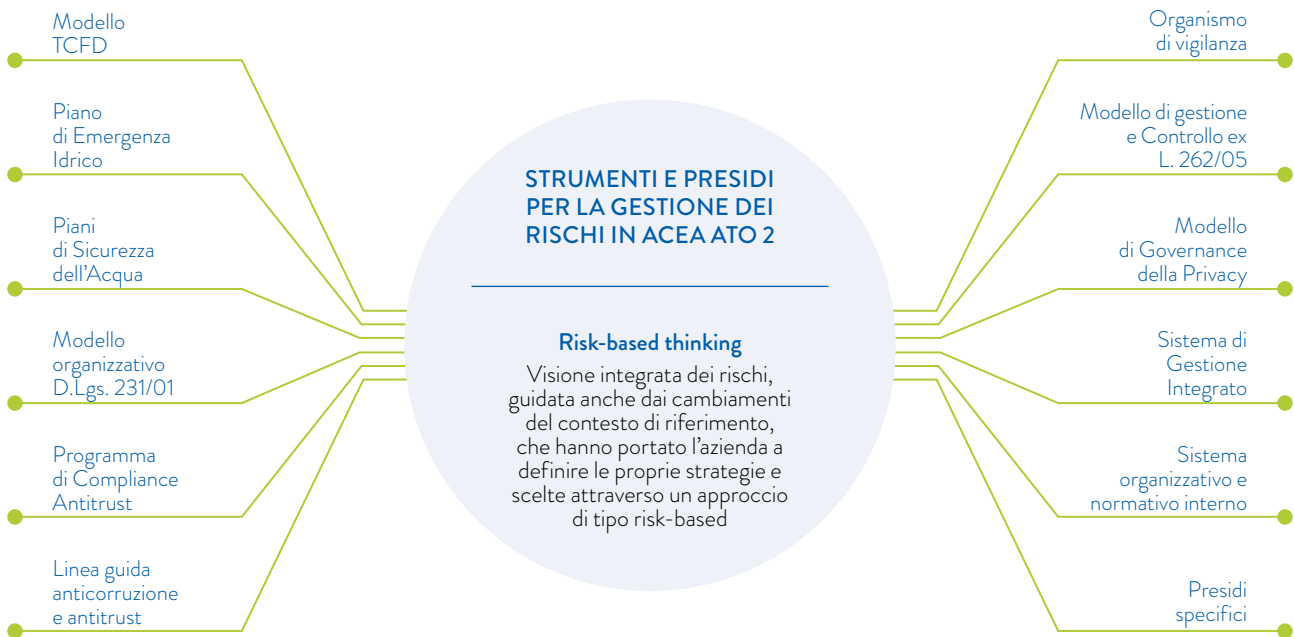 Modello
TCFD
Piano
di Emergenza
Idrico
Piani
di Sicurezza
dell'Acqua
Modello
organizzativo
D.Lgs. 231/01
Programma
di Compliance
Antitrust
Linea guida
anticorruzione
e antitrust
STRUMENTI E PRESIDI
PER LA GESTIONE DEI
RISCHI IN ACEA ATO 2
Risk-based thinking
Visione integrata dei rischi,
guidata anche dai cambiamenti
del contesto di riferimento,
che hanno portato l'azienda a
definire le proprie strategie e
scelte attraverso un approccio
di tipo risk-based
Organismo
di vigilanza
Modello di gestione
e Controllo ex
L. 262/05
Modello
di Governance
della Privacy
Sistema di
Gestione
Integrato
Sistema
organizzativo e
normativo interno
Presidi
specifici